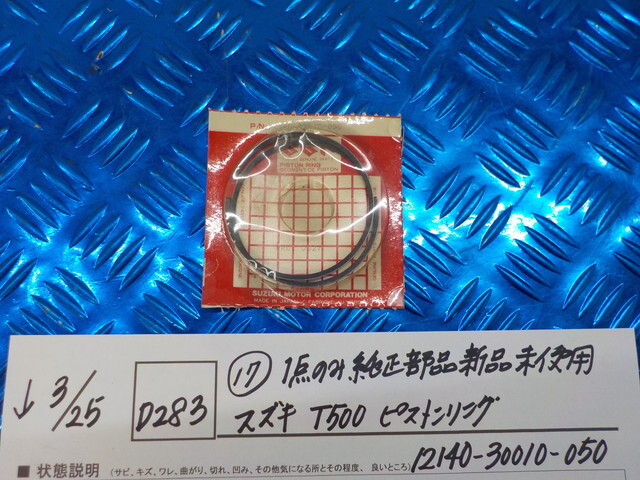 P/N
PISTON RING
SEGMENT DE PISTON
SUZUKI MOTOR CORPORATION
MADE IN JAPAN
↓ 3/25
D283
⑰ 1点のみ 純正部品 新品 未使用
スズキ T500 ピストンリング
12140-30010-050
■ 状態説明 (サビ、キズ、ワレ、曲がり、切れ、凹み、その他気になる所とその程度、良いところ)